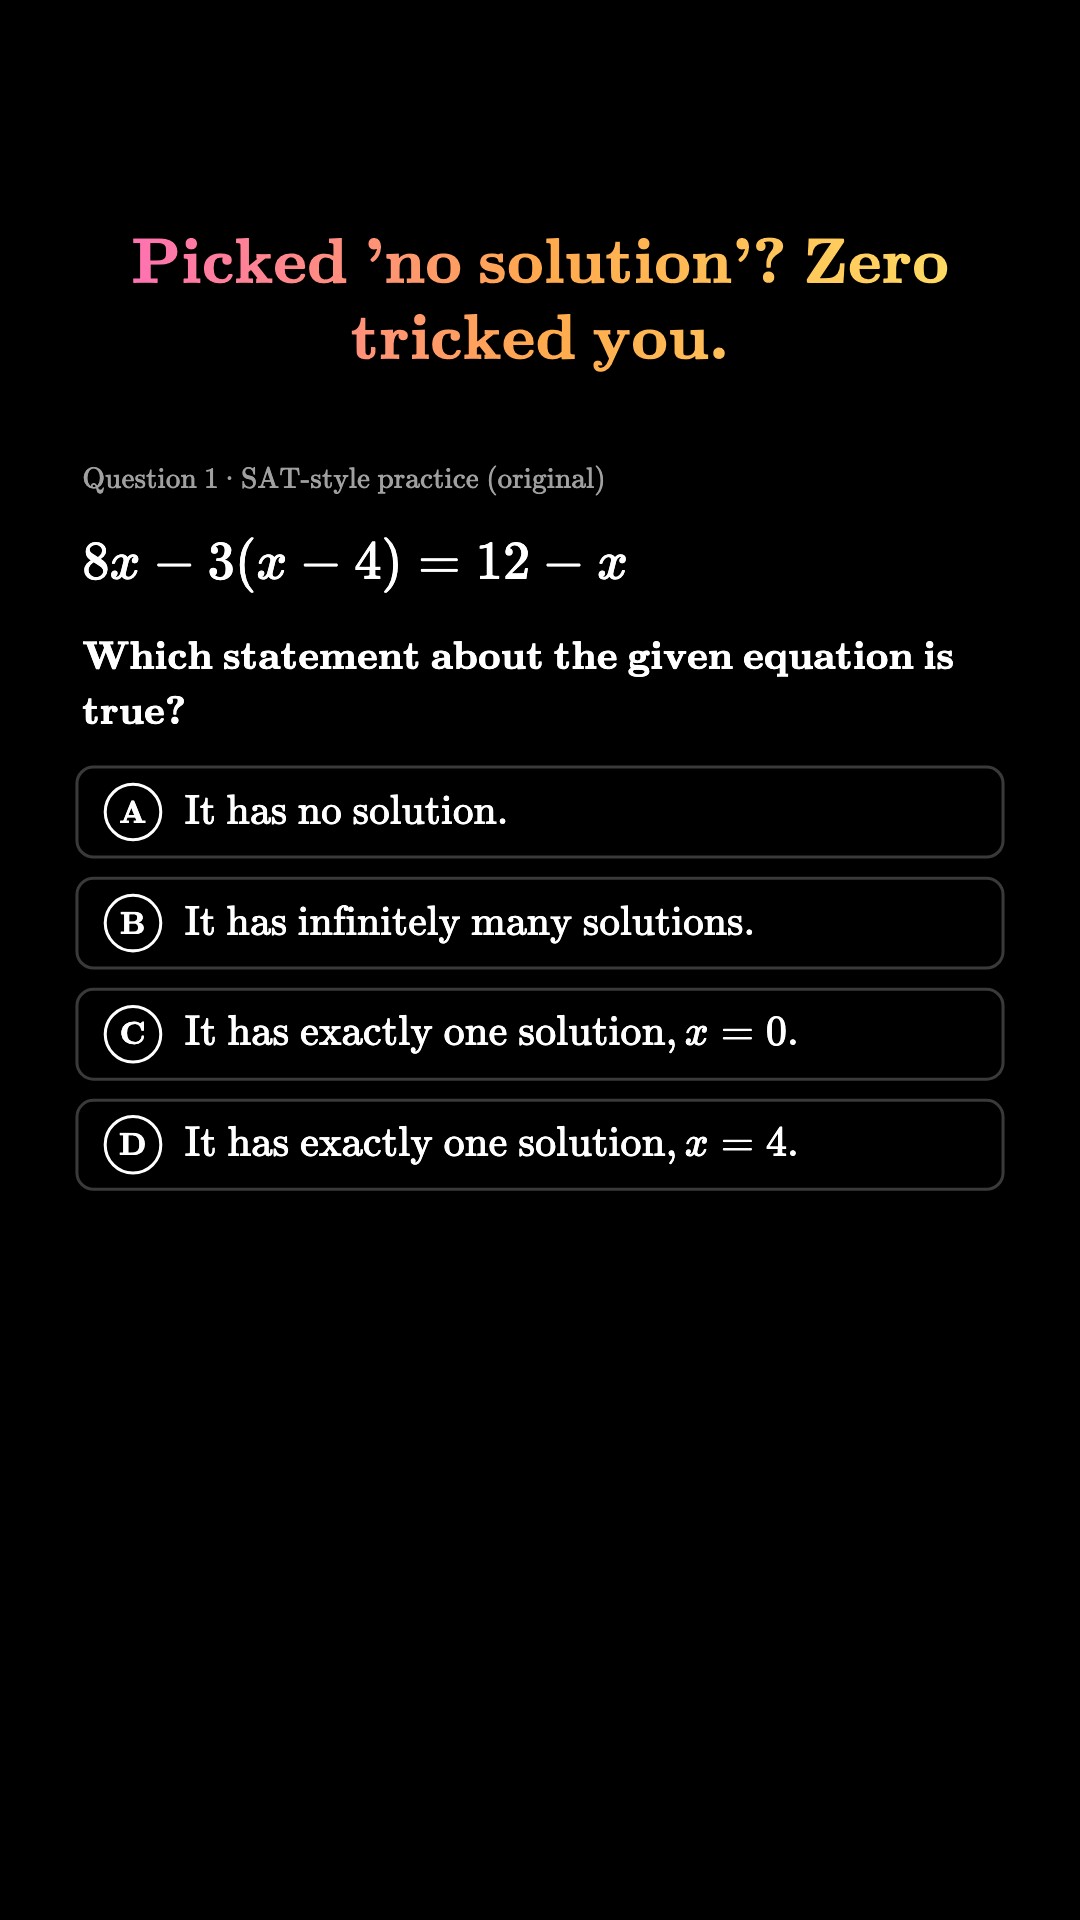 Picked ’no solution’? Zero
tricked you.
Question 1 · SAT-style practice (original)
8x − 3(x − 4) = 12 − x
Which statement about the given equation is
true?
A It has no solution.
B It has infinitely many solutions.
C It has exactly one solution, x = 0.
D It has exactly one solution, x = 4.